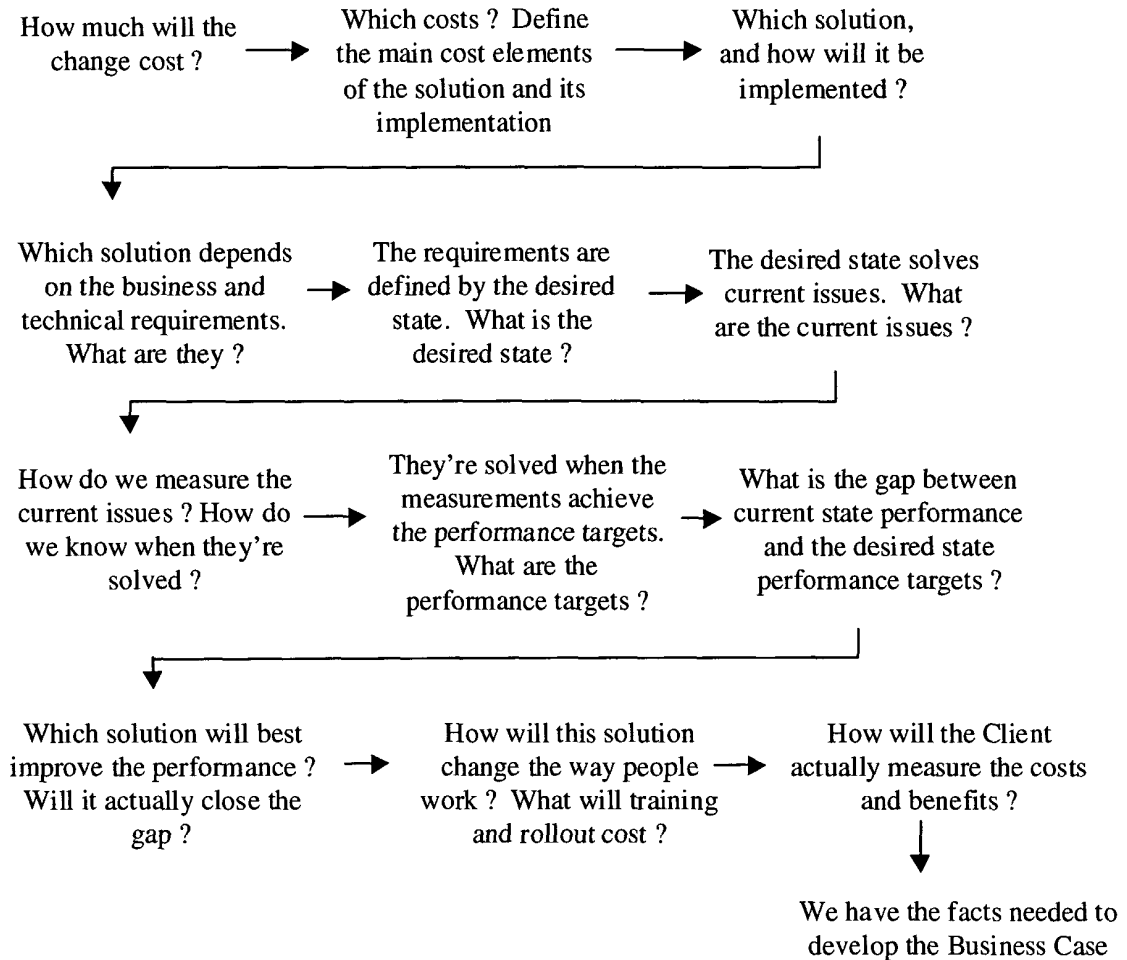 How much will the
change cost ?
Which costs ? Define
the main cost elements
of the solution and its
implementation
Which solution,
and how will it be
implemented ?
Which solution depends
on the business and
technical requirements.
What are they ?
The requirements are
defined by the desired
state. What is the
desired state ?
The desired state solves
current issues. What
are the current issues ?
How do we measure the
current issues ? How do
we know when they're
solved ?
They're solved when the
measurements achieve
the performance targets.
What are the
performance targets ?
What is the gap between
current state performance
and the desired state
performance targets ?
Which solution will best
improve the performance ?
Will it actually close the
gap ?
How will this solution
change the way people
work ? What will training
and rollout cost ?
How will the Client
actually measure the costs
and benefits ?
We have the facts needed to
develop the Business Case